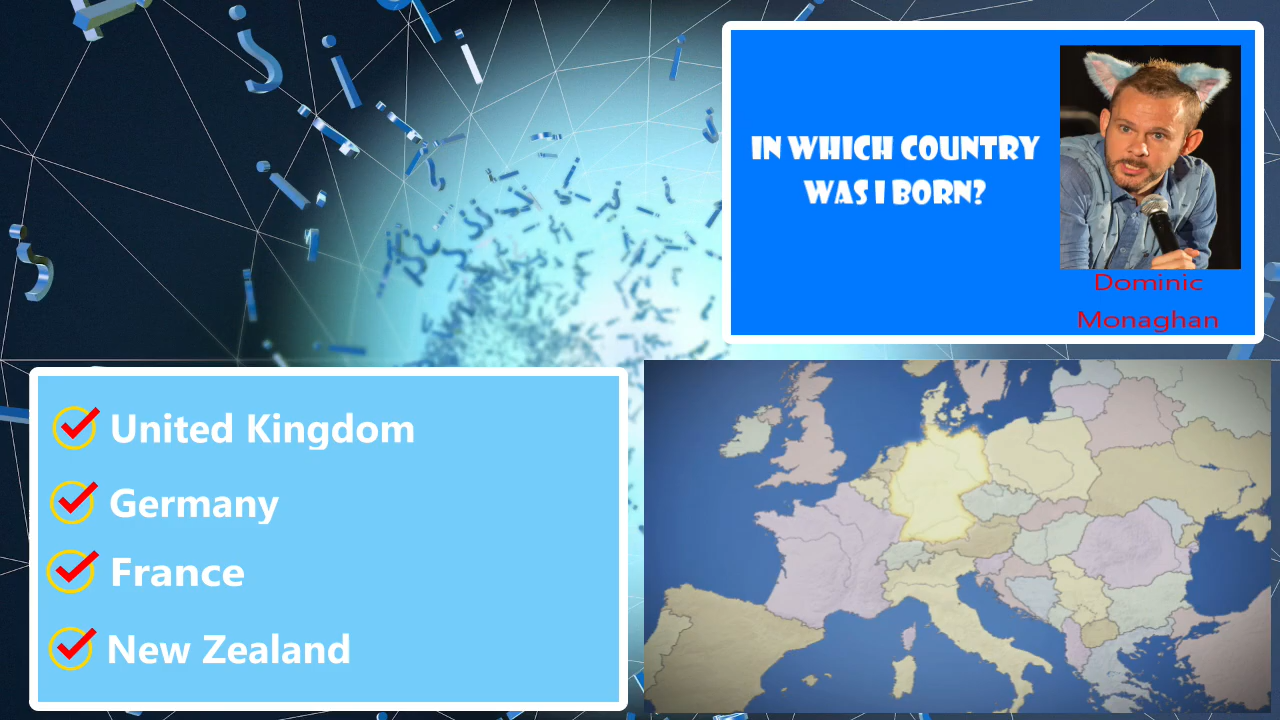 IN WHICH COUNTRY
WAS I BORN?
Dominic
Monaghan
United Kingdom
Germany
France
New Zealand